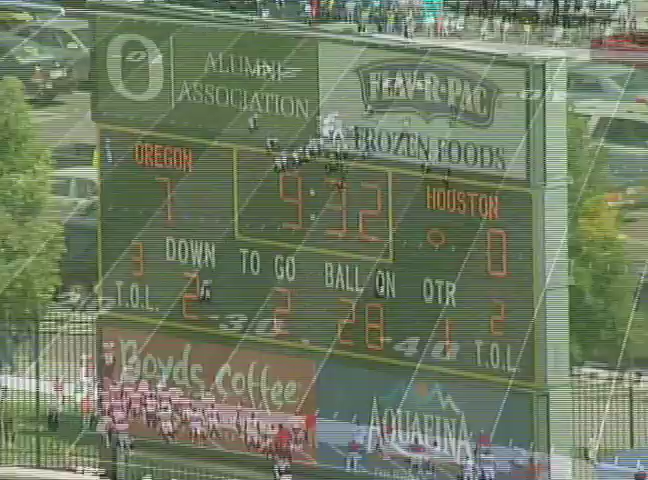 O ALUMNI
ASSOCIATION
FLAV-R-PAC
FROZEN FOODS
OREGON
7
9:32
HOUSTON
0
DOWN TO GO BALL ON QTR
3 T.O.L. 2 2 28 1 2 T.O.L
-30 -40
Boyds Coffee
AQUAFINA